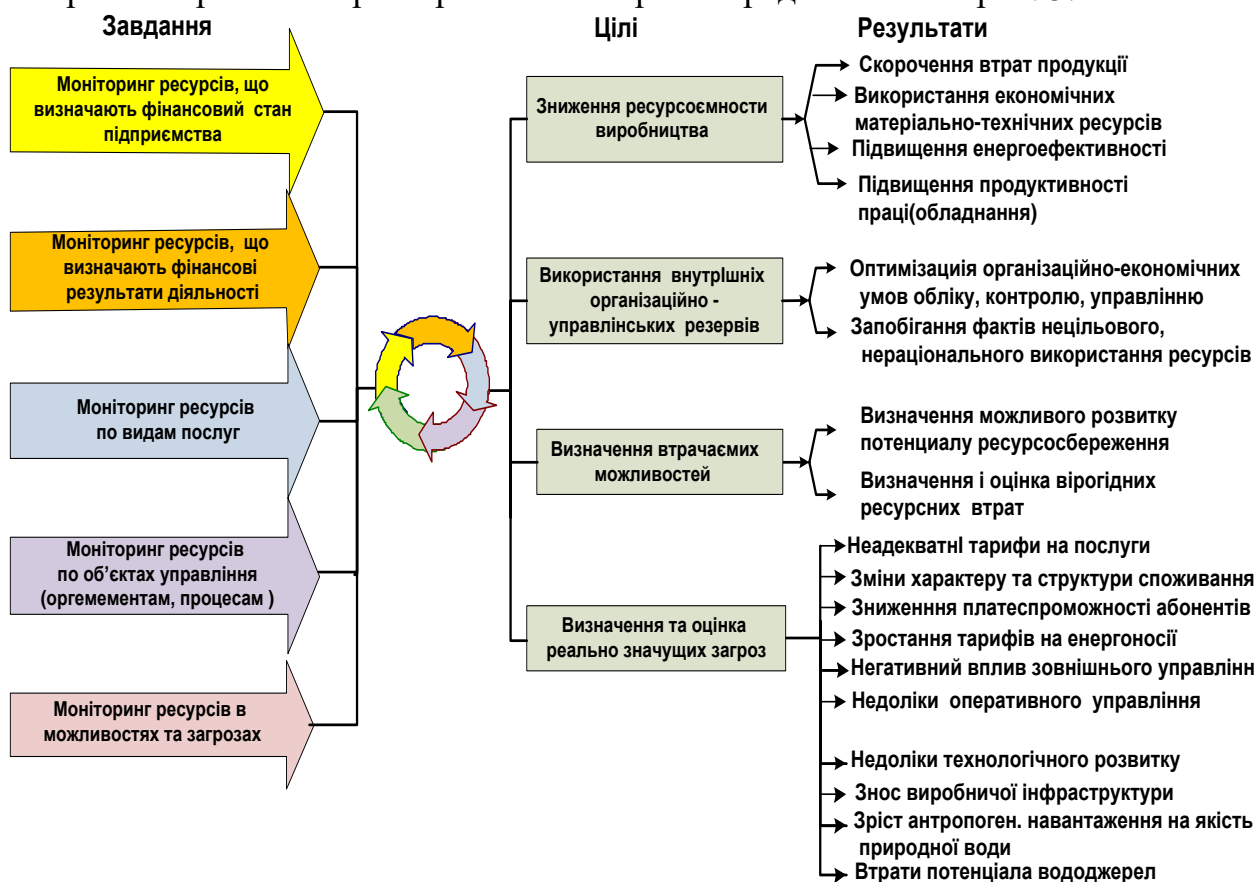 Завдання
Цілі
Результати
Моніторинг ресурсів, що
визначають фінансовий стан
підприємства
Моніторинг ресурсів, що
визначають фінансові
результати діяльності
Моніторинг ресурсів
по видам послуг
Моніторинг ресурсів
по об’єктах управління
(оргемементам, процесам )
Моніторинг ресурсів в
можливостях та загрозах
Зниження ресурсоємности
виробництва
Використання внутрIшніх
організаційно -
управлінських резервів
Визначення втрачаємих
можливостей
Визначення та оцінка
реально значущих загроз
Скорочення втрат продукції
Використання економічних
матеріально-технічних ресурсів
Підвищення енергоефективності
Підвищення продуктивності
праці(обладнання)
Оптимізациія організаційно-економічних
умов обліку, контролю, управлінню
Запобігання фактів нецільового,
нераціонального використання ресурсів
Визначення можливого розвитку
потенциалу ресурсосбереження
Визначення і оцінка вірогідних
ресурсних втрат
НеадекватнІ тарифи на послуги
Зміни характеру та структури споживання
Зниженння платеспроможності абонентів
Зростання тарифів на енергоносії
Негативний вплив зовнішнього управлінн
Недоліки оперативного управління
Недоліки технологічного розвитку
Знос виробничої інфраструктури
Зріст антропоген. навантаження на якість
природної води
Втрати потенціала вододжерел